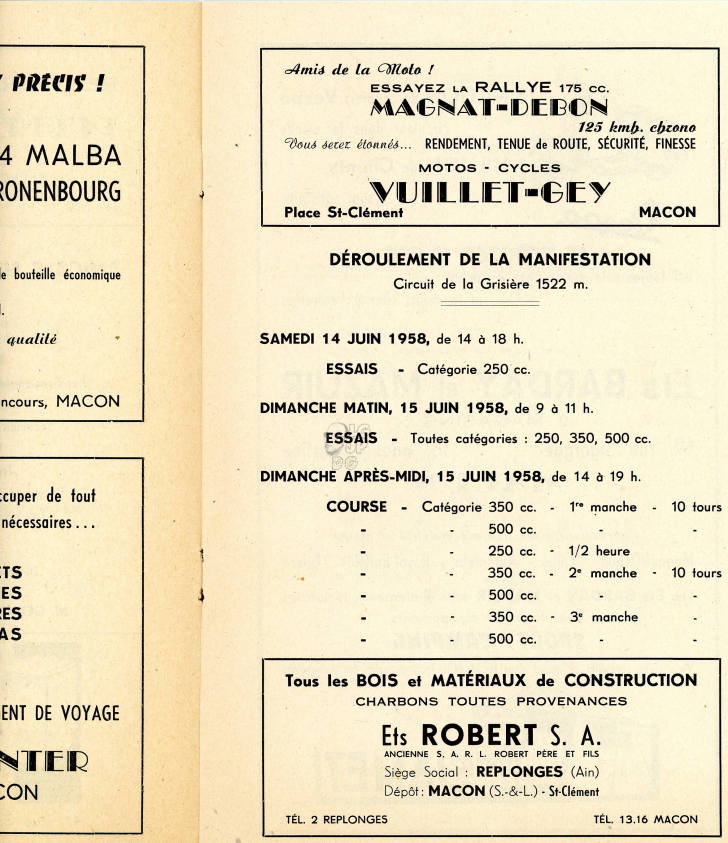 PRÉCIS !
4 MALBA
RONENBOURG
le bouteille économique
qualité
ncours, MACON
ccuper de tout
nécessaires ...
ETS
ES
RES
AS
ENT DE VOYAGE
NTER
CON
Amis de la Moto !
ESSAYEZ LA RALLYE 175 CC.
MAGNAT-DEBON
125 kmh. chrono
Vous serez étonnés... RENDEMENT, TENUE de ROUTE, SÉCURITÉ, FINESSE
MOTOS - CYCLES
VUILLET-GEY
Place St-Clément MACON
DÉROULEMENT DE LA MANIFESTATION
Circuit de la Grisière 1522 m.
SAMEDI 14 JUIN 1958, de 14 à 18 h.
ESSAIS - Catégorie 250 cc.
DIMANCHE MATIN, 15 JUIN 1958, de 9 à 11 h.
ESSAIS - Toutes catégories : 250, 350, 500 cc.
DIMANCHE APRÈS-MIDI, 15 JUIN 1958, de 14 à 19 h.
COURSE - Catégorie 350 cc. - 1re manche - 10 tours
- - 500 cc. - -
- - 250 cc. - 1/2 heure
- - 350 cc. - 2e manche - 10 tours
- - 500 cc. - -
- - 350 cc. - 3e manche -
- - 500 cc. - -
Tous les BOIS et MATÉRIAUX de CONSTRUCTION
CHARBONS TOUTES PROVENANCES
Ets ROBERT S. A.
ANCIENNE S. A. R. L. ROBERT PÈRE ET FILS
Siège Social : REPLONGES (Ain)
Dépôt : MACON (S.-&-L.) - St-Clément
TÉL. 2 REPLONGES TÉL. 13.16 MACON